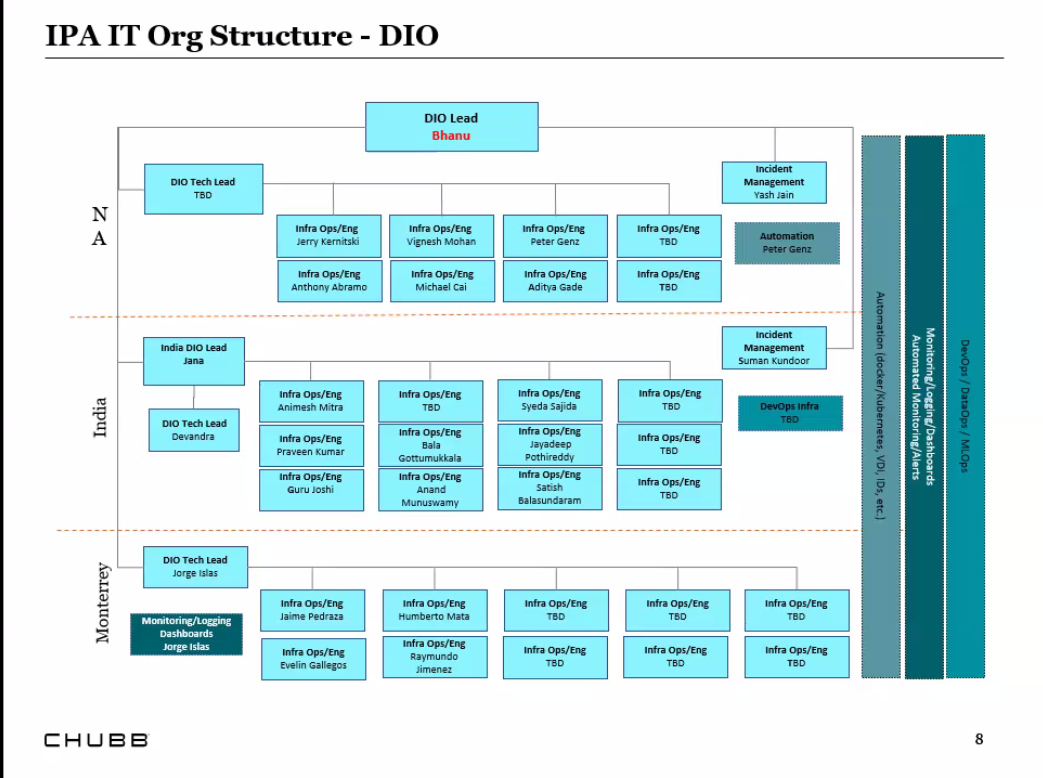 IPA IT Org Structure - DIO
DIO Lead
Bhanu
DIO Tech Lead
TBD
Incident
Management
Yash Jain
N
A
Infra Ops/Eng
Jerry Kernitski
Infra Ops/Eng
Vignesh Mohan
Infra Ops/Eng
Peter Genz
Infra Ops/Eng
TBD
Automation
Peter Genz
Infra Ops/Eng
Anthony Abramo
Infra Ops/Eng
Michael Cai
Infra Ops/Eng
Aditya Gade
Infra Ops/Eng
TBD
India DIO Lead
Jana
Incident
Management
Suman Kundoor
India
DIO Tech Lead
Devandra
Infra Ops/Eng
Animesh Mitra
Infra Ops/Eng
TBD
Infra Ops/Eng
Syeda Sajida
Infra Ops/Eng
TBD
DevOps Infra
TBD
Infra Ops/Eng
Praveen Kumar
Infra Ops/Eng
Bala
Gottumukkala
Infra Ops/Eng
Jayadeep
Pothireddy
Infra Ops/Eng
TBD
Infra Ops/Eng
Guru Joshi
Infra Ops/Eng
Anand
Munuswamy
Infra Ops/Eng
Satish
Balasundaram
Infra Ops/Eng
TBD
Monterrey
DIO Tech Lead
Jorge Islas
Monitoring/Logging
Dashboards
Jorge Islas
Infra Ops/Eng
Jaime Pedraza
Infra Ops/Eng
Humberto Mata
Infra Ops/Eng
TBD
Infra Ops/Eng
TBD
Infra Ops/Eng
TBD
Infra Ops/Eng
Evelin Gallegos
Infra Ops/Eng
Raymundo
Jimenez
Infra Ops/Eng
TBD
Infra Ops/Eng
TBD
Infra Ops/Eng
TBD
Automation (docker/Kubernetes, VDI, IDs, etc.)
Monitoring/Logging/Dashboards
Automated Monitoring/Alerts
DevOps / DataOps / MLOps
CHUBB
8